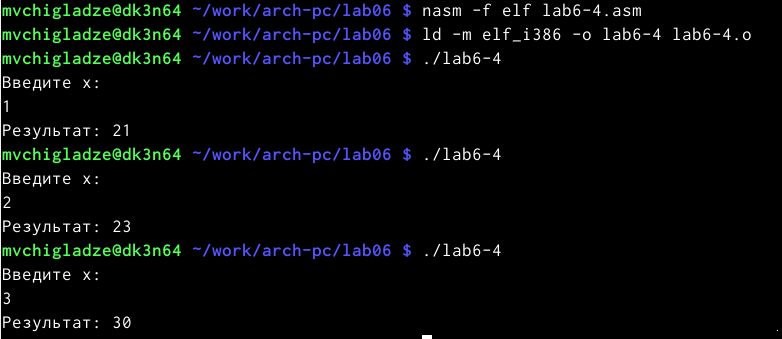 mvchigladze@dk3n64 ~/work/arch-pc/lab06 $ nasm -f elf lab6-4.asm
mvchigladze@dk3n64 ~/work/arch-pc/lab06 $ ld -m elf_i386 -o lab6-4 lab6-4.o
mvchigladze@dk3n64 ~/work/arch-pc/lab06 $ ./lab6-4
Введите x:
1
Результат: 21
mvchigladze@dk3n64 ~/work/arch-pc/lab06 $ ./lab6-4
Введите x:
2
Результат: 23
mvchigladze@dk3n64 ~/work/arch-pc/lab06 $ ./lab6-4
Введите x:
3
Результат: 30